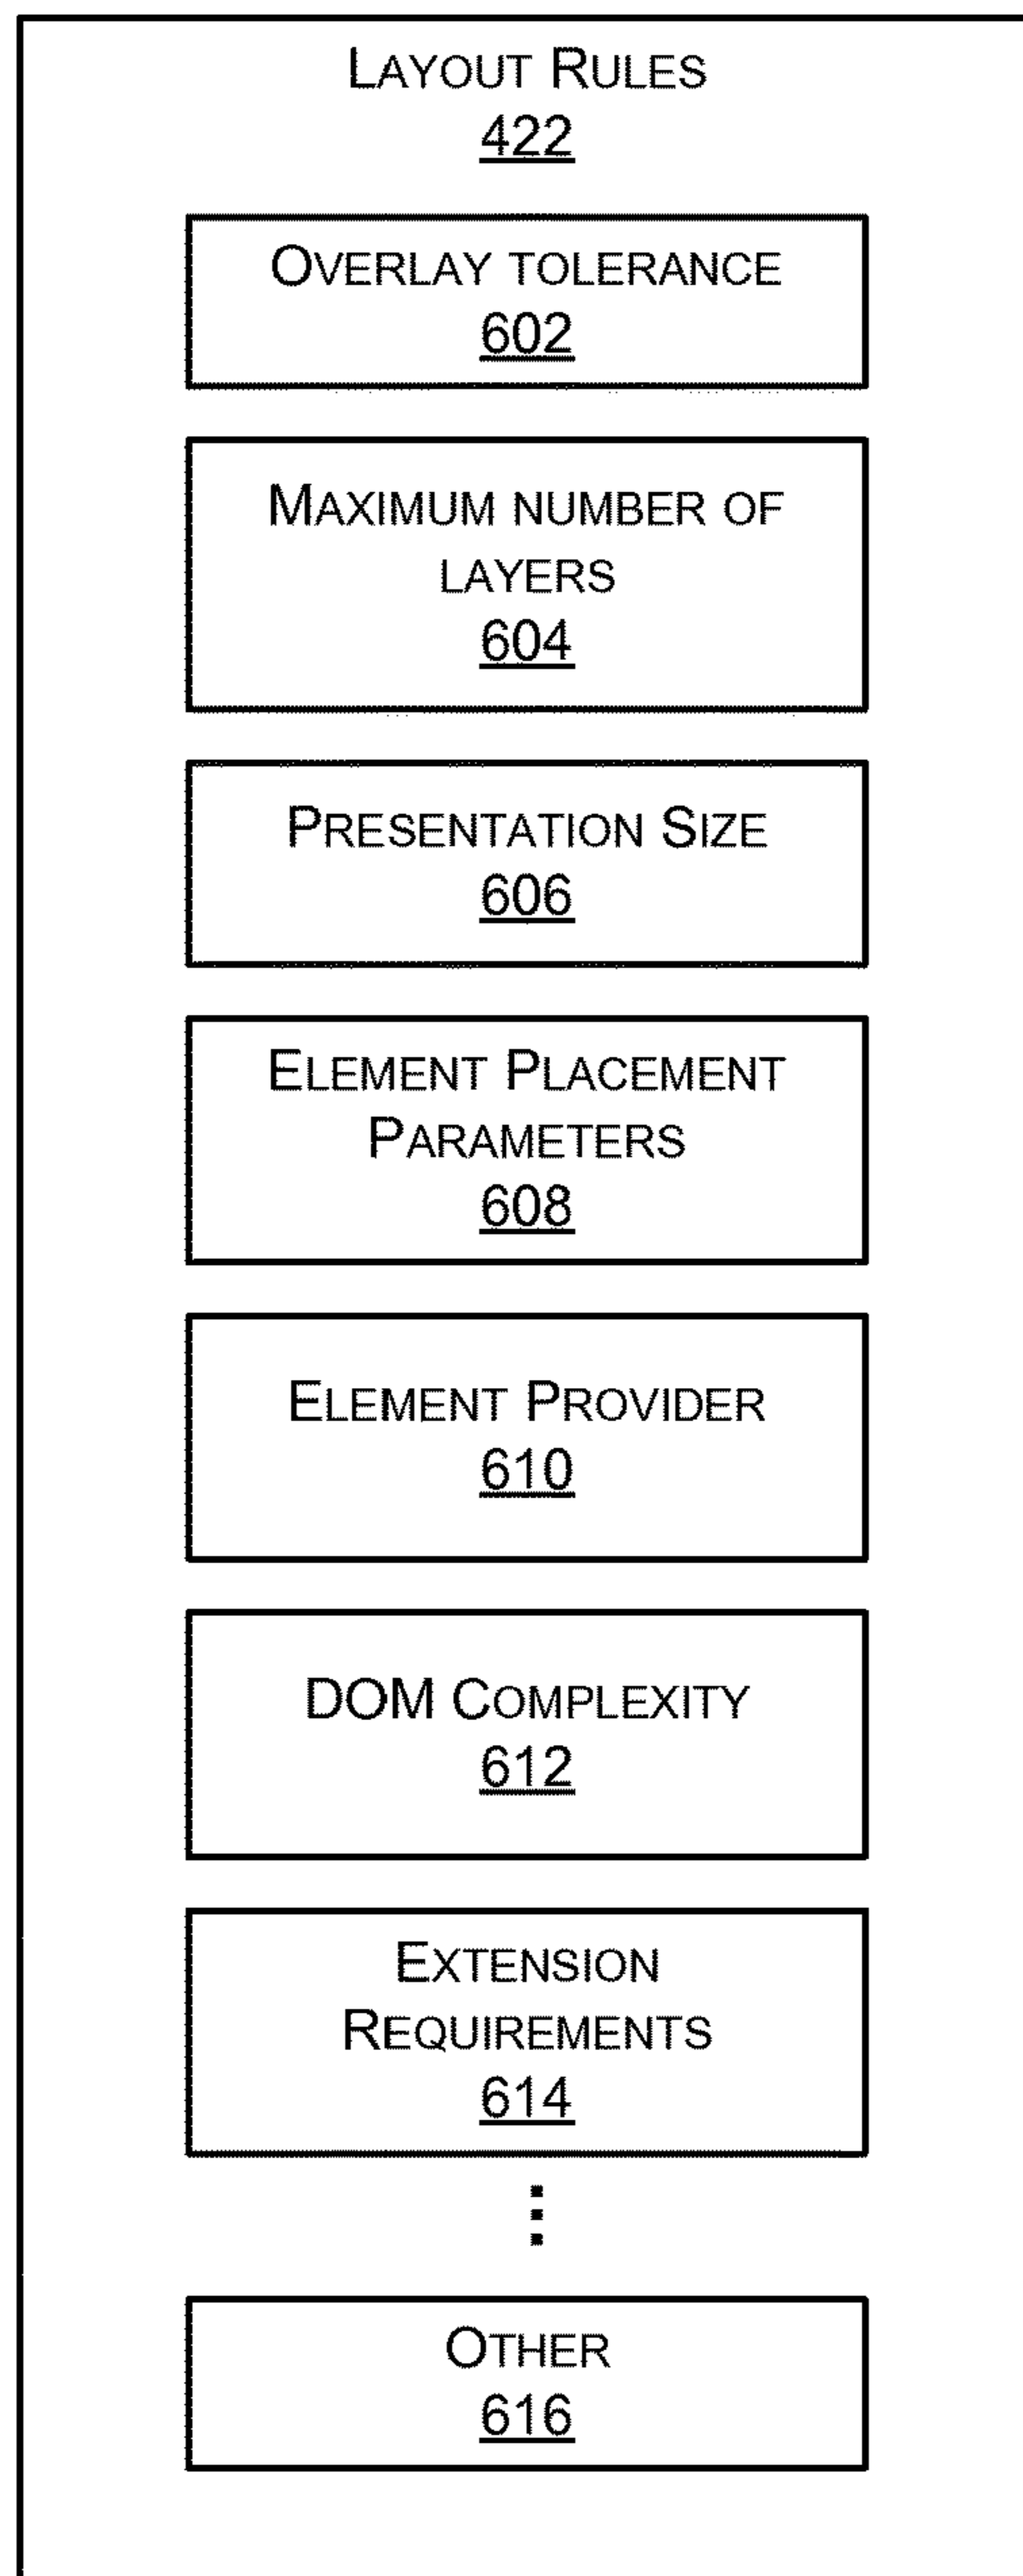 LAYOUT RULES
422
OVERLAY TOLERANCE
602
MAXIMUM NUMBER OF
LAYERS
604
PRESENTATION SIZE
606
ELEMENT PLACEMENT
PARAMETERS
608
ELEMENT PROVIDER
610
DOM COMPLEXITY
612
EXTENSION
REQUIREMENTS
614
OTHER
616